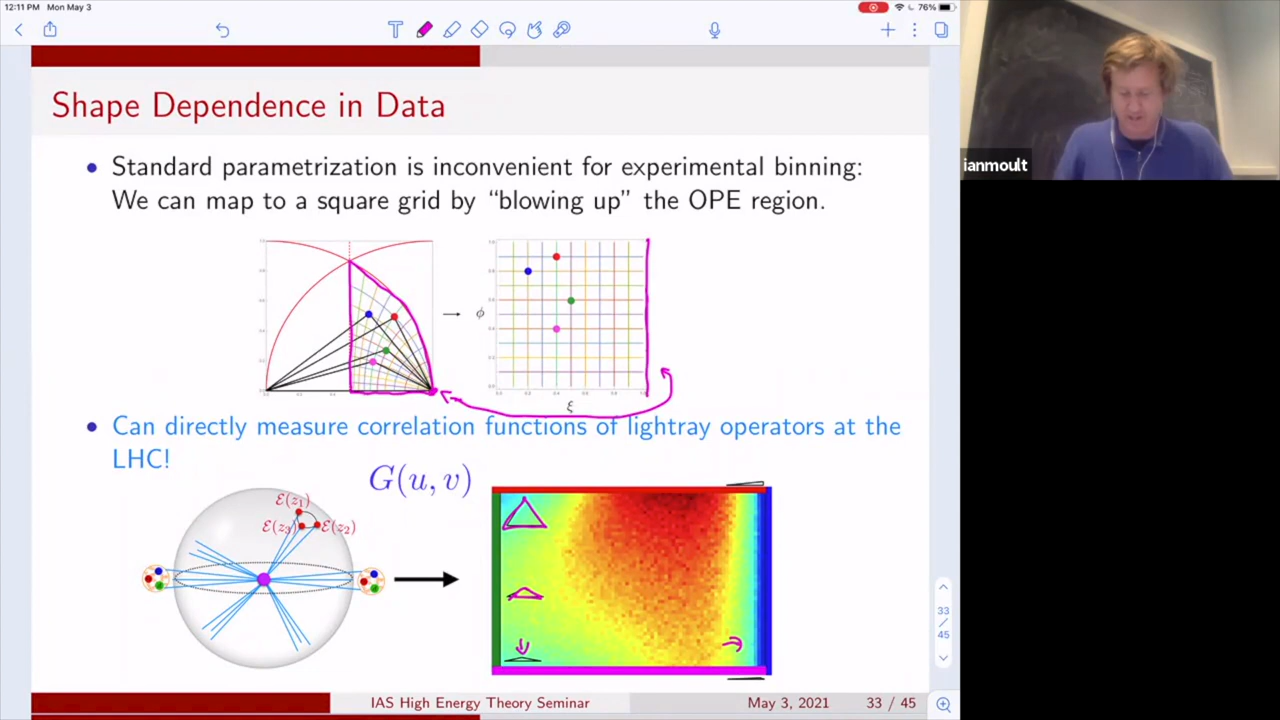 12:11 PM Mon May 3
76%
Shape Dependence in Data
Standard parametrization is inconvenient for experimental binning:
We can map to a square grid by “blowing up” the OPE region.
ϕ
ξ
Can directly measure correlation functions of lightray operators at the
LHC!
G(u, v)
ℰ(z₁)
ℰ(z₃)
ℰ(z₂)
33
/
45
IAS High Energy Theory Seminar
May 3, 2021
33 / 45
ianmoult